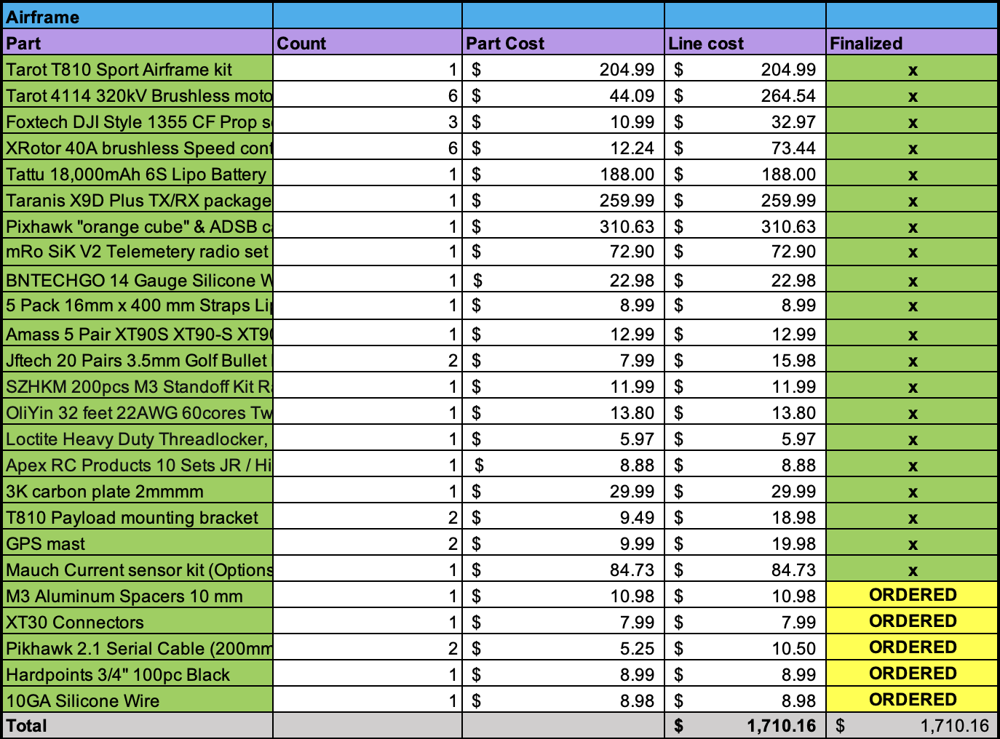 Airframe
Part Count Part Cost Line cost Finalized
Tarot T810 Sport Airframe kit 1 $ 204.99 $ 204.99 x
Tarot 4114 320kV Brushless moto 6 $ 44.09 $ 264.54 x
Foxtech DJI Style 1355 CF Prop s 3 $ 10.99 $ 32.97 x
XRotor 40A brushless Speed cont 6 $ 12.24 $ 73.44 x
Tattu 18,000mAh 6S Lipo Battery 1 $ 188.00 $ 188.00 x
Taranis X9D Plus TX/RX package 1 $ 259.99 $ 259.99 x
Pixhawk "orange cube" & ADSB ca 1 $ 310.63 $ 310.63 x
mRo SiK V2 Telemetery radio set 1 $ 72.90 $ 72.90 x
BNTECHGO 14 Gauge Silicone W 1 $ 22.98 $ 22.98 x
5 Pack 16mm x 400 mm Straps Lip 1 $ 8.99 $ 8.99 x
Amass 5 Pair XT90S XT90-S XT90 1 $ 12.99 $ 12.99 x
Jftech 20 Pairs 3.5mm Golf Bullet 2 $ 7.99 $ 15.98 x
SZHKM 200pcs M3 Standoff Kit Ra 1 $ 11.99 $ 11.99 x
OliYin 32 feet 22AWG 60cores Tw 1 $ 13.80 $ 13.80 x
Loctite Heavy Duty Threadlocker, 1 $ 5.97 $ 5.97 x
Apex RC Products 10 Sets JR / Hi 1 $ 8.88 $ 8.88 x
3K carbon plate 2mmmm 1 $ 29.99 $ 29.99 x
T810 Payload mounting bracket 2 $ 9.49 $ 18.98 x
GPS mast 2 $ 9.99 $ 19.98 x
Mauch Current sensor kit (Options 1 $ 84.73 $ 84.73 x
M3 Aluminum Spacers 10 mm 1 $ 10.98 $ 10.98 ORDERED
XT30 Connectors 1 $ 7.99 $ 7.99 ORDERED
Pikhawk 2.1 Serial Cable (200mm 2 $ 5.25 $ 10.50 ORDERED
Hardpoints 3/4" 100pc Black 1 $ 8.99 $ 8.99 ORDERED
10GA Silicone Wire 1 $ 8.98 $ 8.98 ORDERED
Total $ 1,710.16 $ 1,710.16